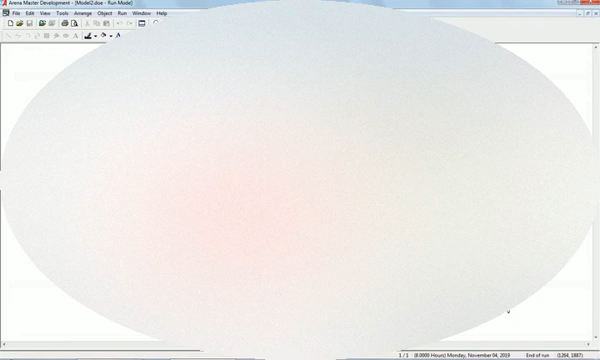 Arena Master Development - [Model2.doe - Run Mode]
File Edit View Tools Arrange Object Run Window Help
1 / 1 (8.0000 Hours) Monday, November 04, 2019 End of run (1264, 1887)